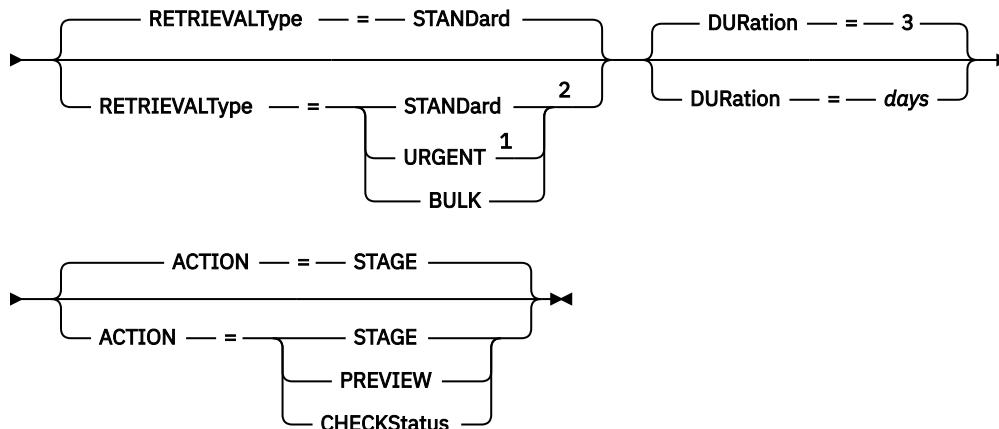 RETRIEVALType = STANDard
DURation = 3
RETRIEVALType = STANDard 2
DURation = days
URGENT 1
BULK
ACTION = STAGE
ACTION = STAGE
PREVIEW
CHECKStatus